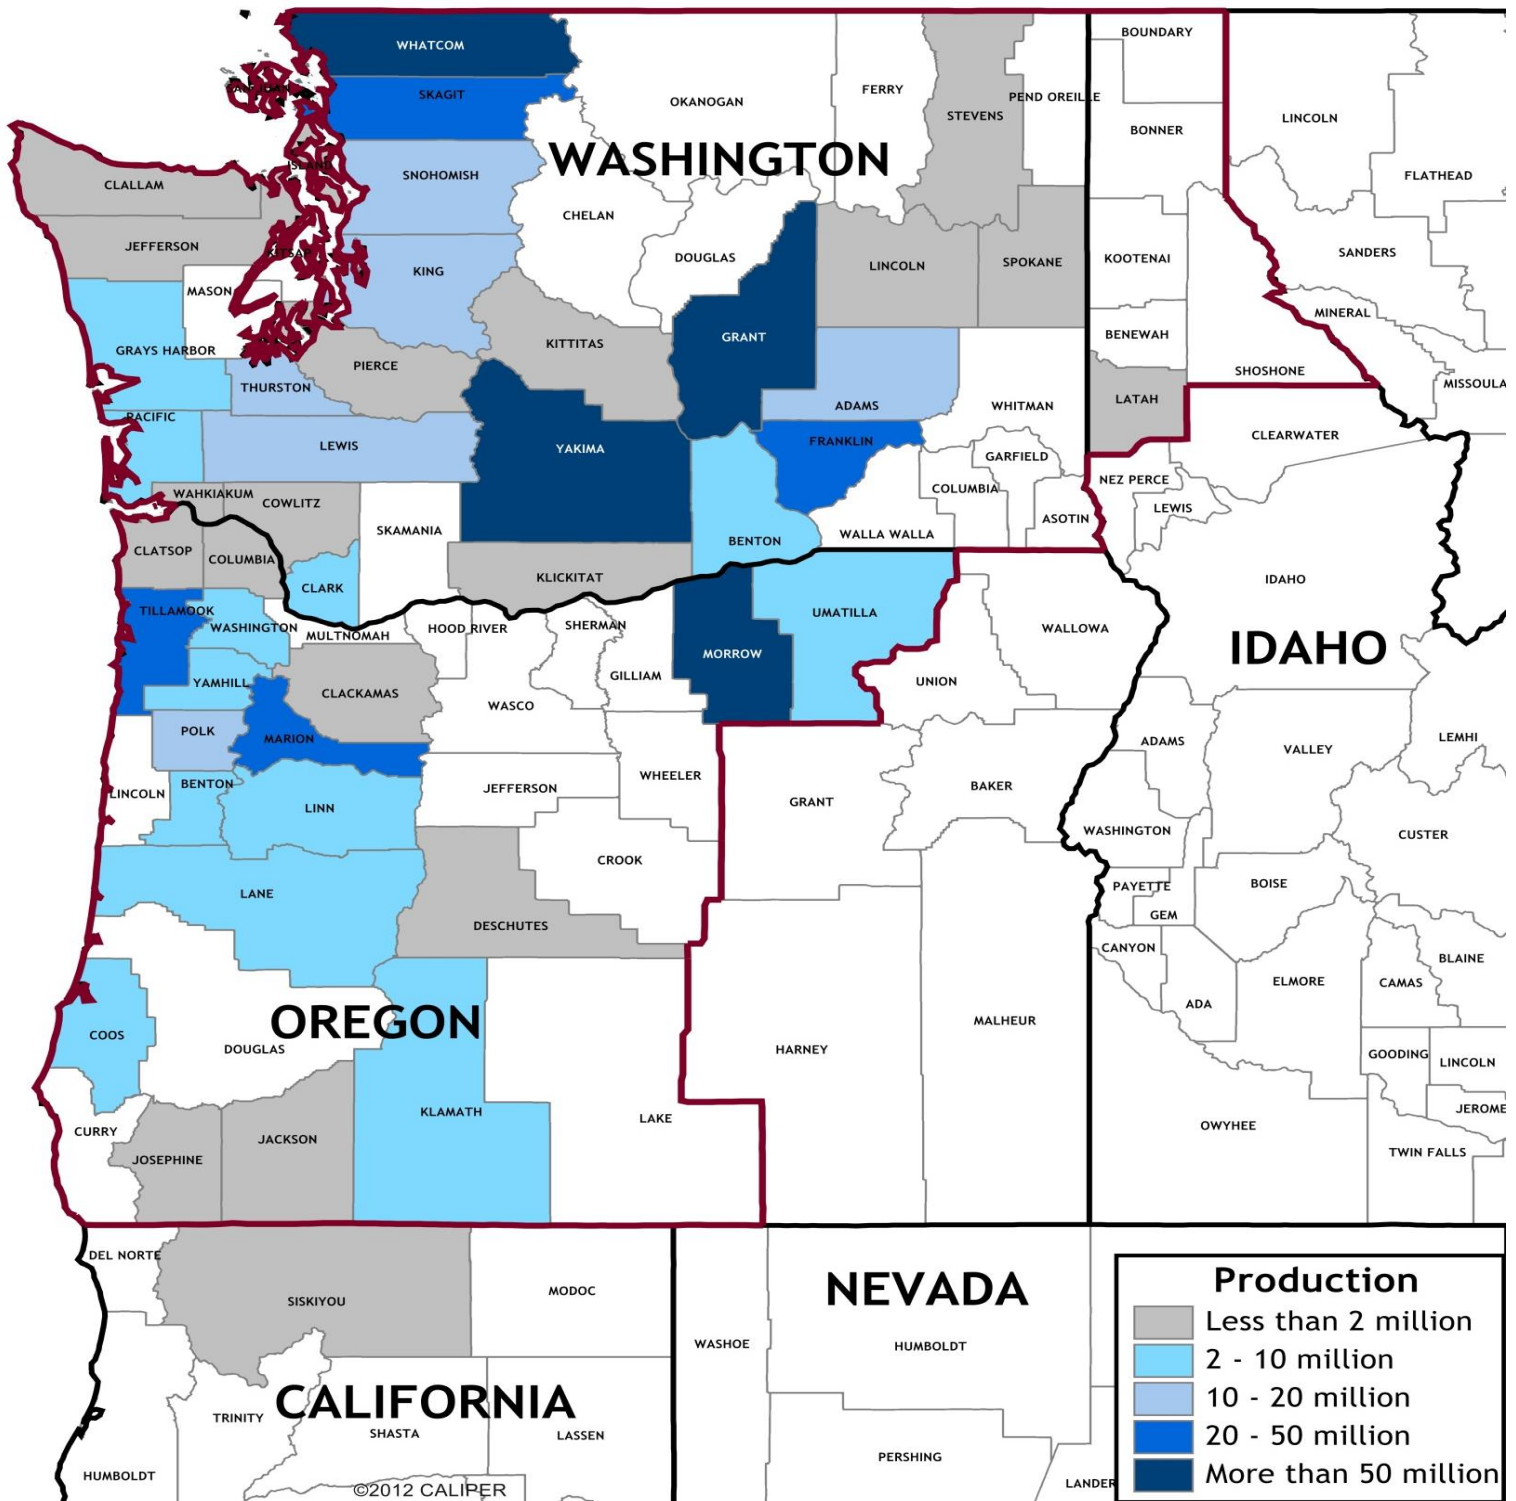 BOUNDARY
WHATCOM
FERRY
SKAGIT
OKANOGAN
PEND OREILLE
SAN JUAN
STEVENS
LINCOLN
BONNER
WASHINGTON
ISLAND
SNOHOMISH
FLATHEAD
CLALLAM
CHELAN
JEFFERSON
KITSAP
DOUGLAS
KOOTENAI
SANDERS
KING
LINCOLN
SPOKANE
MASON
MINERAL
GRANT
BENEWAH
KITTITAS
GRAYS HARBOR
PIERCE
SHOSHONE
THURSTON
MISSOULA
LATAH
ADAMS
WHITMAN
PACIFIC
CLEARWATER
LEWIS
YAKIMA
FRANKLIN
GARFIELD
NEZ PERCE
COLUMBIA
WAHKIAKUM
COWLITZ
LEWIS
ASOTIN
SKAMANIA
WALLA WALLA
BENTON
CLATSOP
COLUMBIA
KLICKITAT
IDAHO
CLARK
TILLAMOOK
UMATILLA
WASHINGTON
HOOD RIVER
SHERMAN
WALLOWA
MULTNOMAH
IDAHO
MORROW
GILLIAM
YAMHILL
UNION
CLACKAMAS
WASCO
POLK
MARION
ADAMS
VALLEY
LEMHI
WHEELER
BENTON
LINCOLN
JEFFERSON
BAKER
LINN
GRANT
WASHINGTON
CUSTER
CROOK
LANE
PAYETTE
BOISE
GEM
DESCHUTES
CANYON
BLAINE
ELMORE
CAMAS
ADA
OREGON
COOS
MALHEUR
DOUGLAS
HARNEY
GOODING
LINCOLN
KLAMATH
JEROME
LAKE
CURRY
OWYHEE
JACKSON
JOSEPHINE
TWIN FALLS
DEL NORTE
NEVADA
MODOC
SISKIYOU
WASHOE
HUMBOLDT
CALIFORNIA
TRINITY
SHASTA
LASSEN
PERSHING
HUMBOLDT
LANDER
©2012 CALIPER
Production
Less than 2 million
2 - 10 million
10 - 20 million
20 - 50 million
More than 50 million